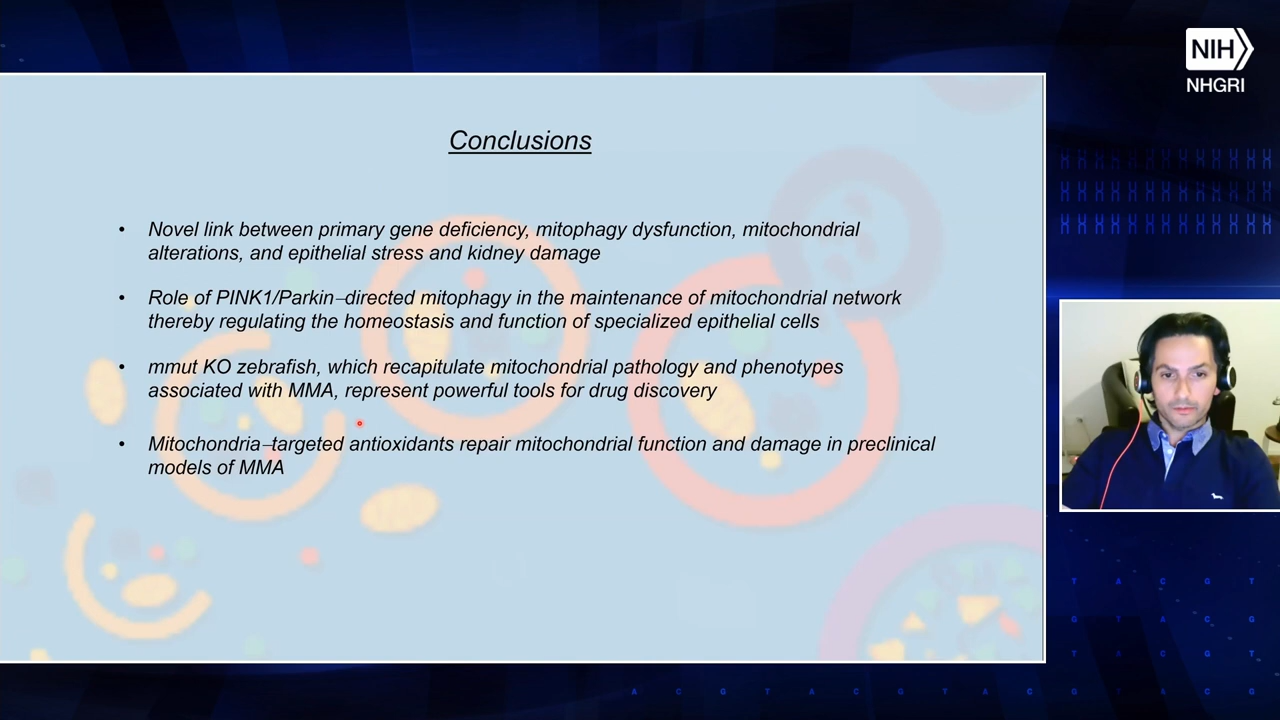 NIH
NHGRI
Conclusions
• Novel link between primary gene deficiency, mitophagy dysfunction, mitochondrial
alterations, and epithelial stress and kidney damage
• Role of PINK1/Parkin–directed mitophagy in the maintenance of mitochondrial network
thereby regulating the homeostasis and function of specialized epithelial cells
• mmut KO zebrafish, which recapitulate mitochondrial pathology and phenotypes
associated with MMA, represent powerful tools for drug discovery
• Mitochondria–targeted antioxidants repair mitochondrial function and damage in preclinical
models of MMA
T A C G T
G T A C G
T A C G T
A C G T A C G T A C G T A C G